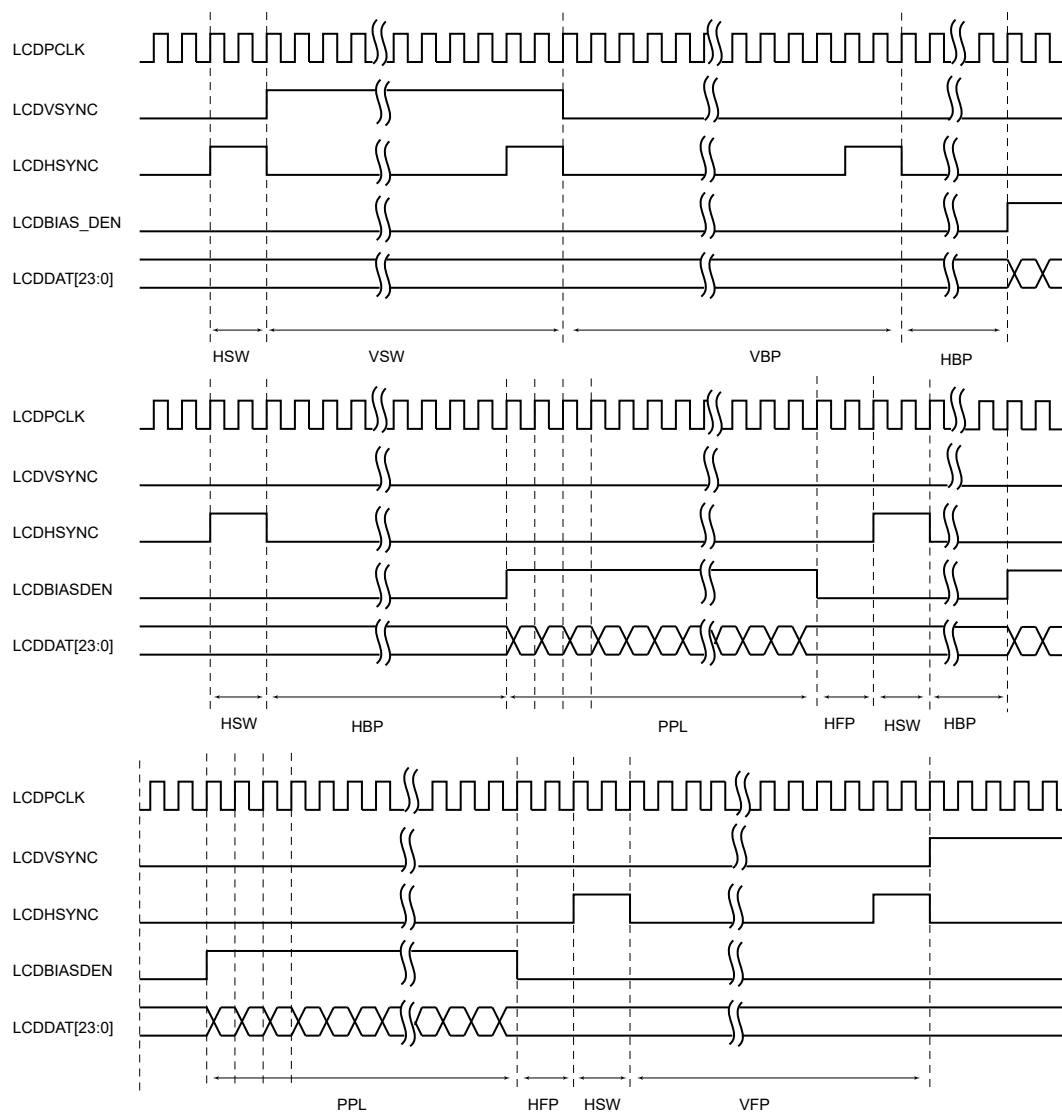 LCDPCLK
LCDVSYNC
LCDHSYNC
LCDBIAS_DEN
LCDDAT[23:0]
HSW VSW VBP HBP
LCDPCLK
LCDVSYNC
LCDHSYNC
LCDBIASDEN
LCDDAT[23:0]
HSW HBP PPL HFP HSW HBP
LCDPCLK
LCDVSYNC
LCDHSYNC
LCDBIASDEN
LCDDAT[23:0]
PPL HFP HSW VFP